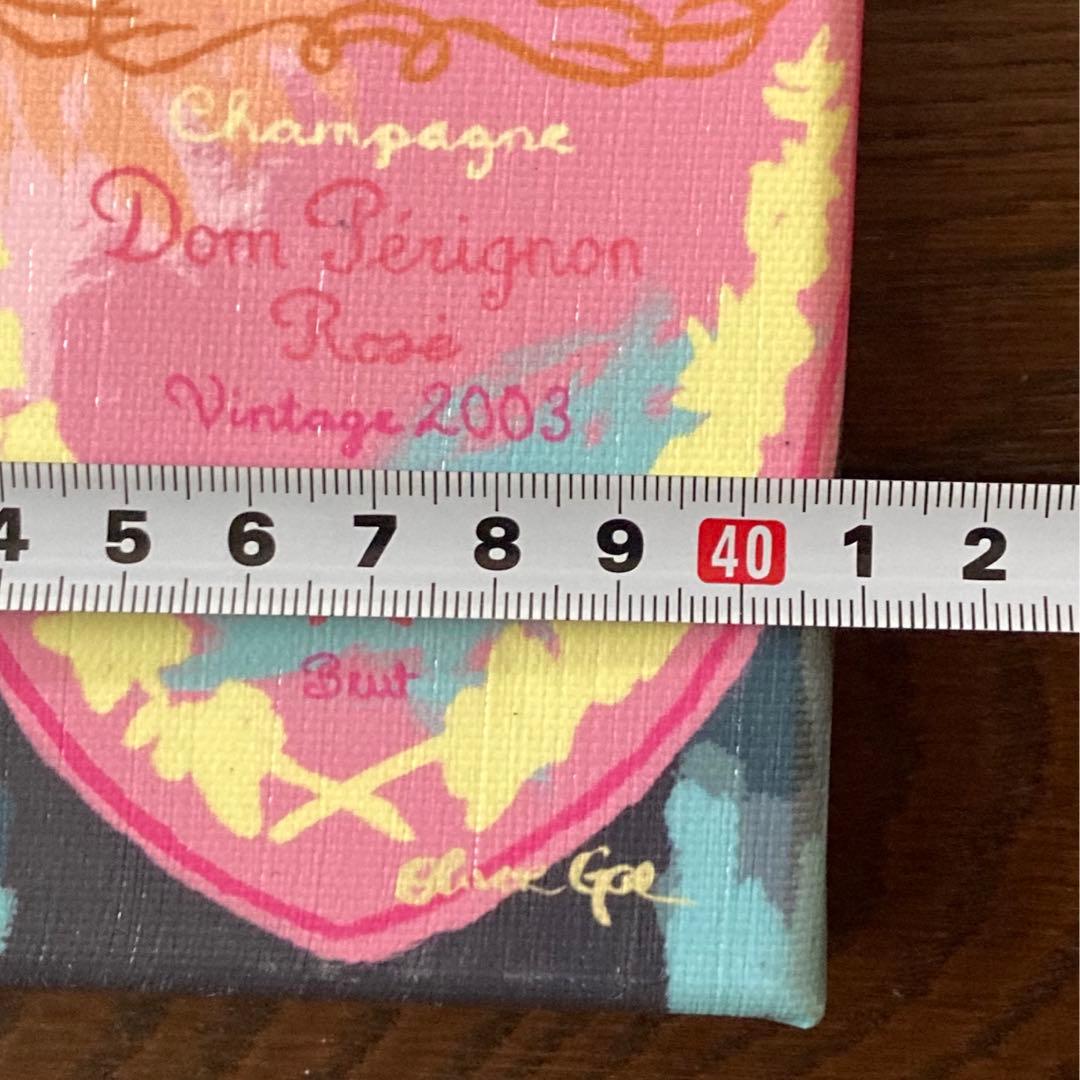 Champagne
Dom Pérignon
Rosé
Vintage 2003
4 5 6 7 8 9 40 1 2
Brut